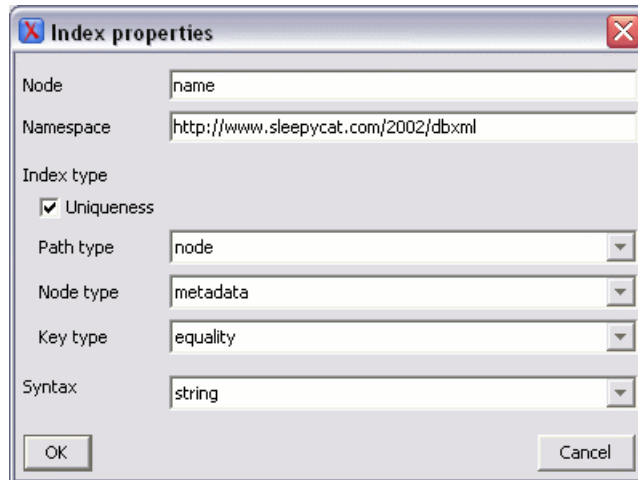 Index properties
Node name
Namespace http://www.sleepycat.com/2002/dbxml
Index type
Uniqueness
Path type node
Node type metadata
Key type equality
Syntax string
OK Cancel